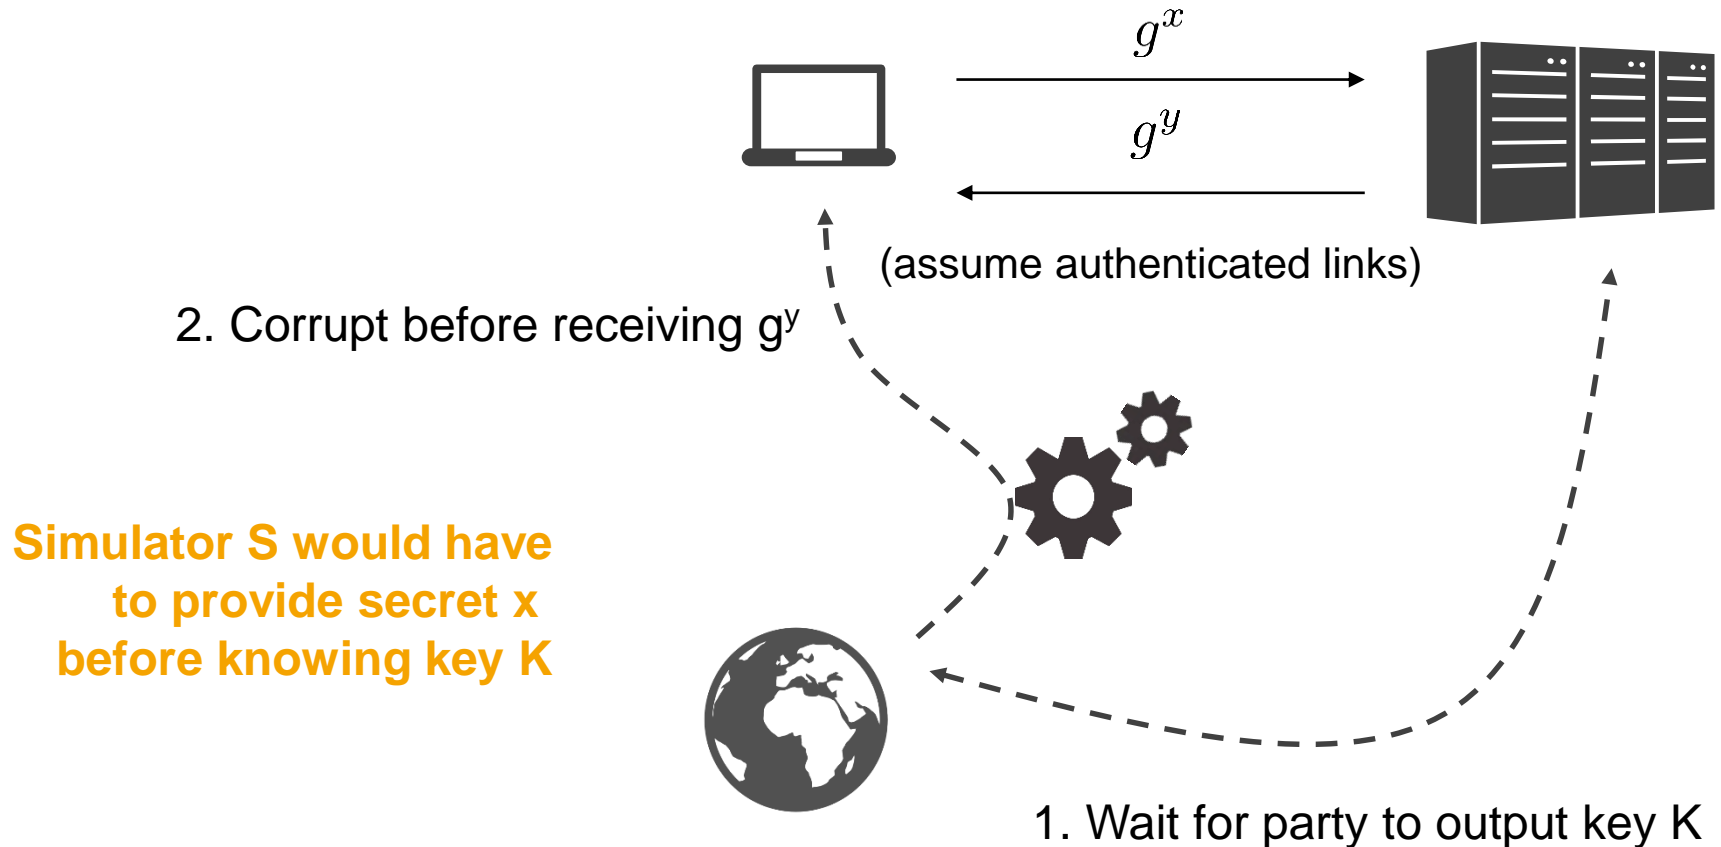 g^x
g^y
(assume authenticated links)
2. Corrupt before receiving g^y
Simulator S would have
to provide secret x
before knowing key K
1. Wait for party to output key K